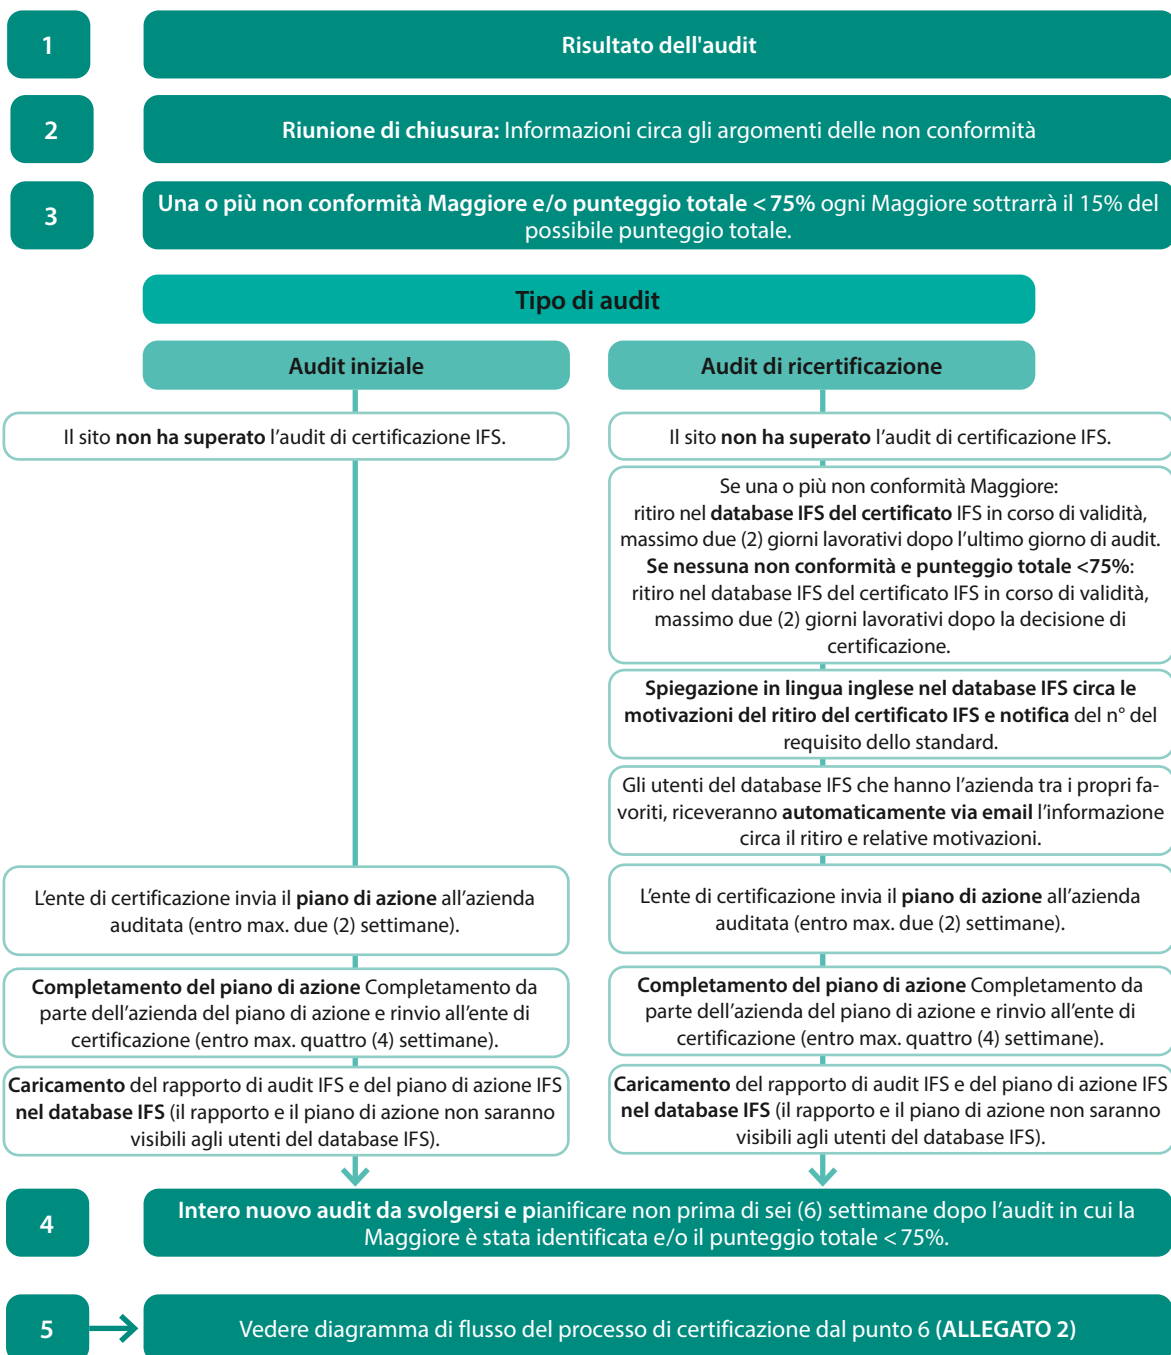 1
Risultato dell'audit
2
Riunione di chiusura: Informazioni circa gli argomenti delle non conformità
3
Una o più non conformità Maggiore e/o punteggio totale < 75% ogni Maggiore sottrarrà il 15% del
possibile punteggio totale.
Tipo di audit
Audit iniziale
Il sito non ha superato l'audit di certificazione IFS.
L'ente di certificazione invia il piano di azione all'azienda
auditata (entro max. due (2) settimane).
Completamento del piano di azione Completamento da
parte dell'azienda del piano di azione e rinvio all'ente di
certificazione (entro max. quattro (4) settimane).
Caricamento del rapporto di audit IFS e del piano di azione IFS
nel database IFS (il rapporto e il piano di azione non saranno
visibili agli utenti del database IFS).
Audit di ricertificazione
Il sito non ha superato l'audit di certificazione IFS.
Se una o più non conformità Maggiore:
ritiro nel database IFS del certificato IFS in corso di validità,
massimo due (2) giorni lavorativi dopo l'ultimo giorno di audit.
Se nessuna non conformità e punteggio totale <75%:
ritiro nel database IFS del certificato IFS in corso di validità,
massimo due (2) giorni lavorativi dopo la decisione di
certificazione.
Spiegazione in lingua inglese nel database IFS circa le
motivazioni del ritiro del certificato IFS e notifica del n° del
requisito dello standard.
Gli utenti del database IFS che hanno l'azienda tra i propri fa-
voriti, riceveranno automaticamente via email l'informazione
circa il ritiro e relative motivazioni.
L'ente di certificazione invia il piano di azione all'azienda
auditata (entro max. due (2) settimane).
Completamento del piano di azione Completamento da
parte dell'azienda del piano di azione e rinvio all'ente di
certificazione (entro max. quattro (4) settimane).
Caricamento del rapporto di audit IFS e del piano di azione IFS
nel database IFS (il rapporto e il piano di azione non saranno
visibili agli utenti del database IFS).
4
Intero nuovo audit da svolgersi e pianificare non prima di sei (6) settimane dopo l'audit in cui la
Maggiore è stata identificata e/o il punteggio totale < 75%.
5
Vedere diagramma di flusso del processo di certificazione dal punto 6 (ALLEGATO 2)